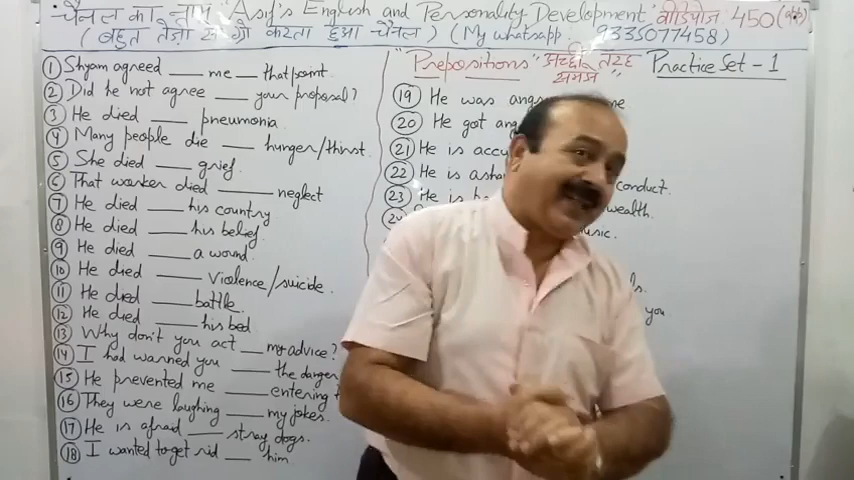 चैनल का नाम "Asif's English and Personality Development" वीडियोज 450
(बहुत तेज़ी से ग्रो करता हुआ चैनल) (My whatsapp 9335077458)
"Prepositions" अच्छी तरह समझें" Practice Set - 1
① Shyam agreed ___ me ___ that point.
② Did he not agree ___ your proposal?
③ He died ___ pneumonia.
④ Many people die ___ hunger/thirst.
⑤ She died ___ grief.
⑥ That worker died ___ neglect
⑦ He died ___ his country
⑧ He died ___ his belief.
⑨ He died ___ a wound.
⑩ He died ___ violence/suicide.
⑪ He died ___ battle.
⑫ He died ___ his bed
⑬ Why don't you act ___ my advice?
⑭ I had warned you ___ the danger
⑮ He prevented me ___ entering
⑯ They were laughing ___ my jokes.
⑰ He is afraid ___ stray dogs.
⑱ I wanted to get rid ___ him
⑲ He was
⑳ He got
㉑ He is
㉒ He is conduct.
㉓ He is wealth.
you.